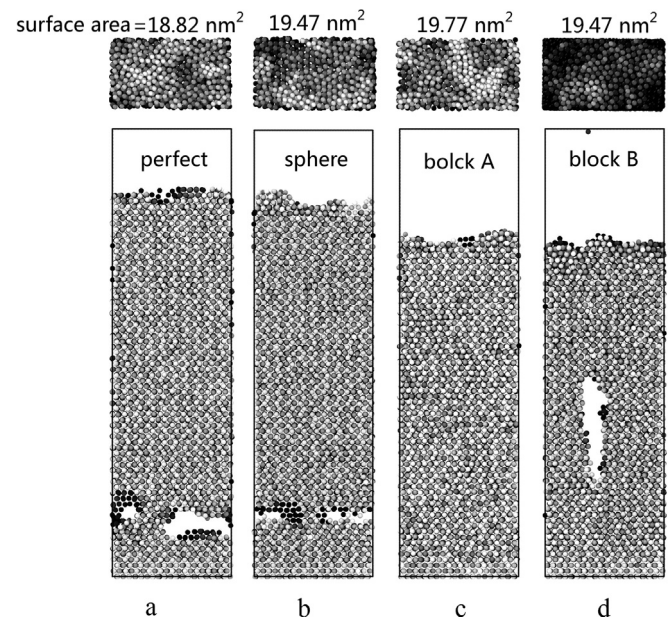 surface area=18.82 nm² 19.47 nm² 19.77 nm² 19.47 nm²
perfect sphere bolck A block B
a b c d